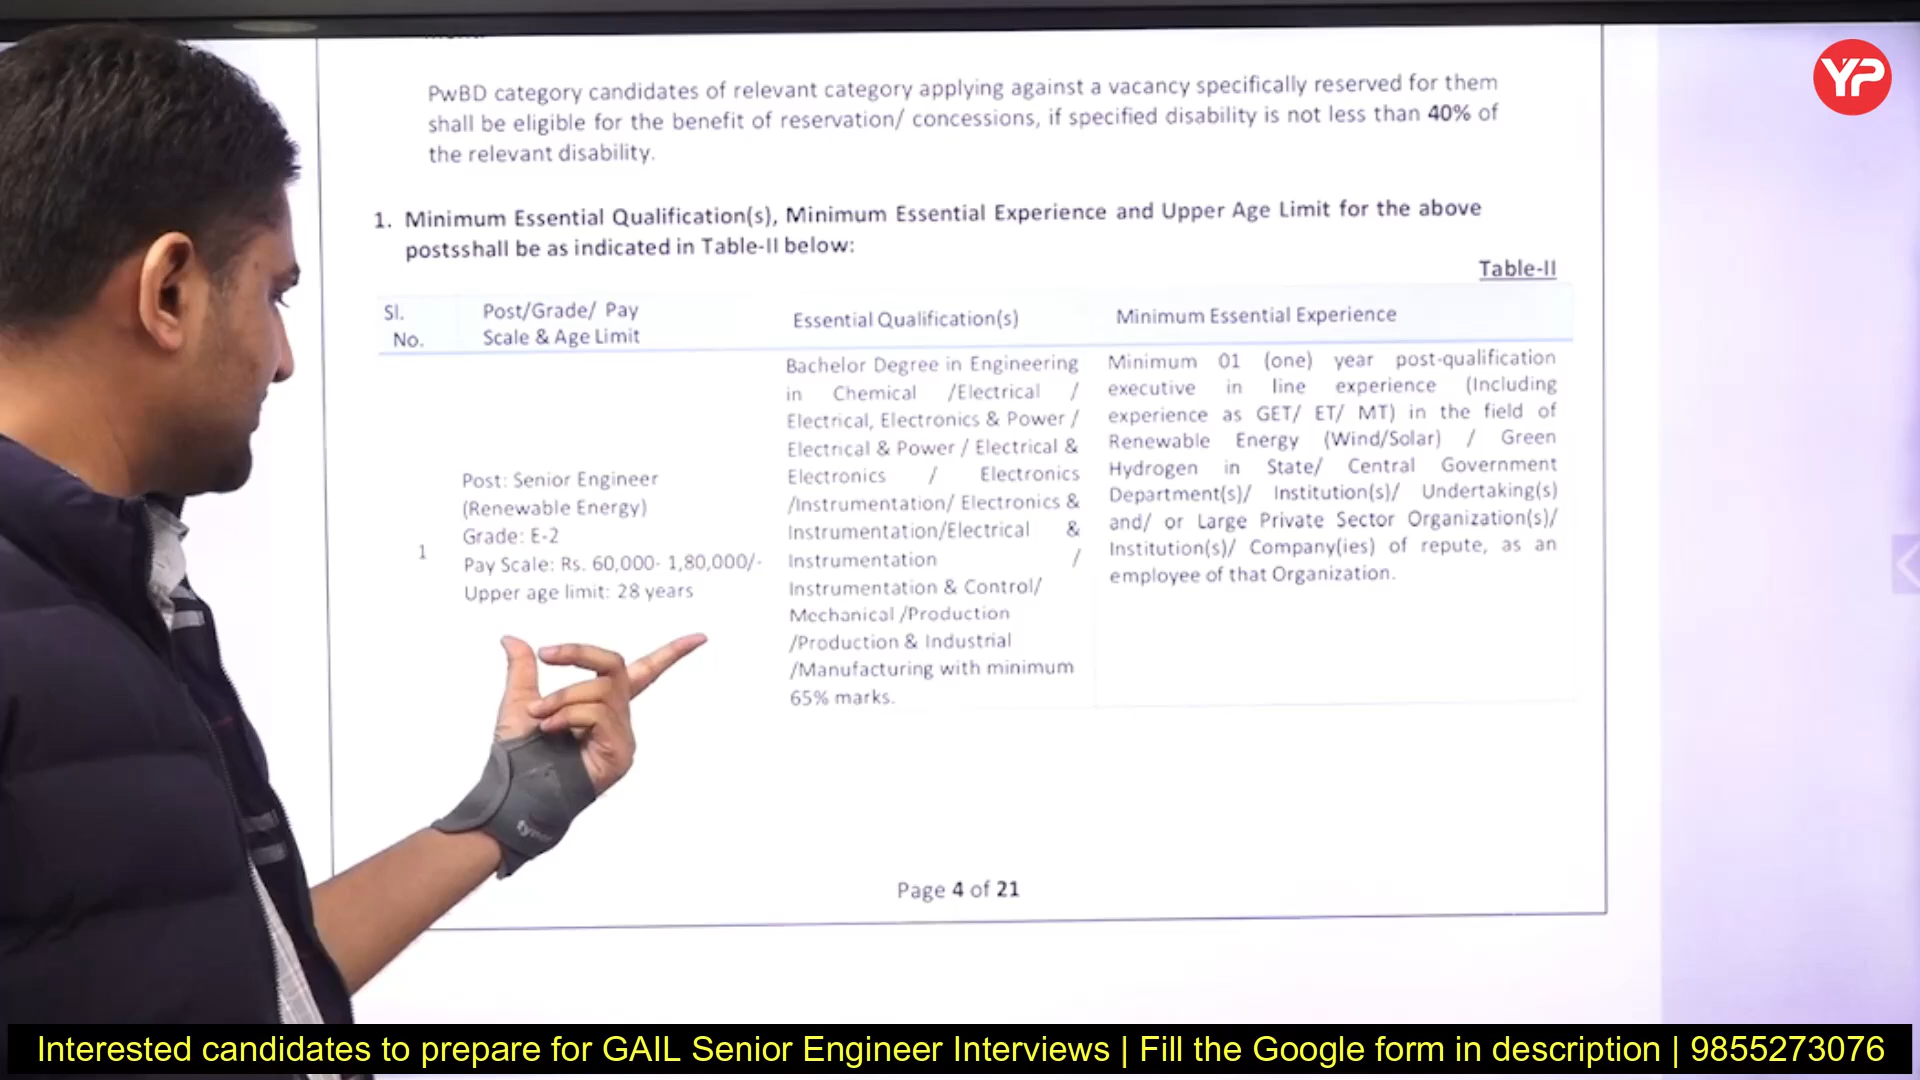 YP
PwBD category candidates of relevant category applying against a vacancy specifically reserved for them
shall be eligible for the benefit of reservation/ concessions, if specified disability is not less than 40% of
the relevant disability.
1. Minimum Essential Qualification(s), Minimum Essential Experience and Upper Age Limit for the above
postsshall be as indicated in Table-II below:
Table-II
Sl.
No.
Post/Grade/ Pay
Scale & Age Limit
Essential Qualification(s)
Minimum Essential Experience
1
Post: Senior Engineer
(Renewable Energy)
Grade: E-2
Pay Scale: Rs. 60,000- 1,80,000/-
Upper age limit: 28 years
Bachelor Degree in Engineering
in Chemical /Electrical /
Electrical, Electronics & Power /
Electrical & Power / Electrical &
Electronics / Electronics
/Instrumentation/ Electronics &
Instrumentation/Electrical &
Instrumentation /
Instrumentation & Control/
Mechanical /Production
/Production & Industrial
/Manufacturing with minimum
65% marks.
Minimum 01 (one) year post-qualification
executive in line experience (Including
experience as GET/ ET/ MT) in the field of
Renewable Energy (Wind/Solar) / Green
Hydrogen in State/ Central Government
Department(s)/ Institution(s)/ Undertaking(s)
and/ or Large Private Sector Organization(s)/
Institution(s)/ Company(ies) of repute, as an
employee of that Organization.
Page 4 of 21
Interested candidates to prepare for GAIL Senior Engineer Interviews | Fill the Google form in description | 9855273076